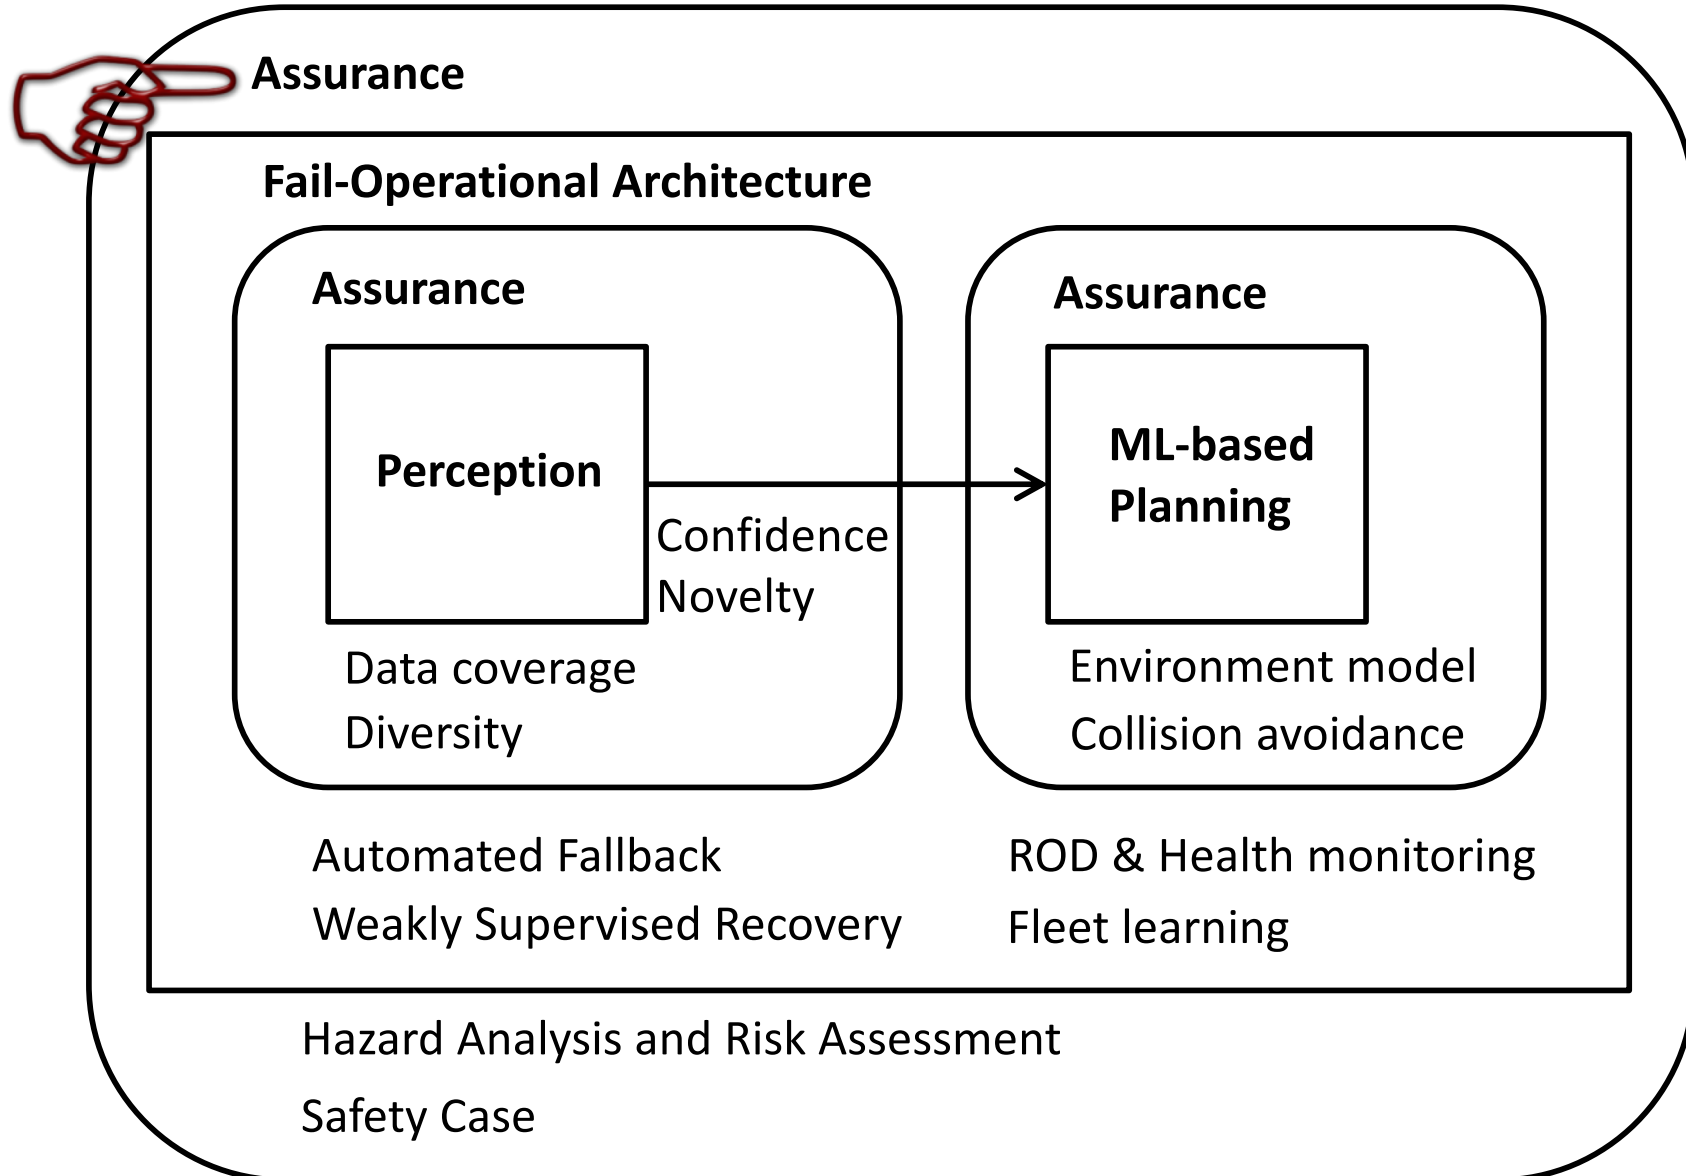 Assurance
Fail-Operational Architecture
Assurance
Perception
Confidence
Novelty
Data coverage
Diversity
Assurance
ML-based
Planning
Environment model
Collision avoidance
Automated Fallback
Weakly Supervised Recovery
ROD & Health monitoring
Fleet learning
Hazard Analysis and Risk Assessment
Safety Case